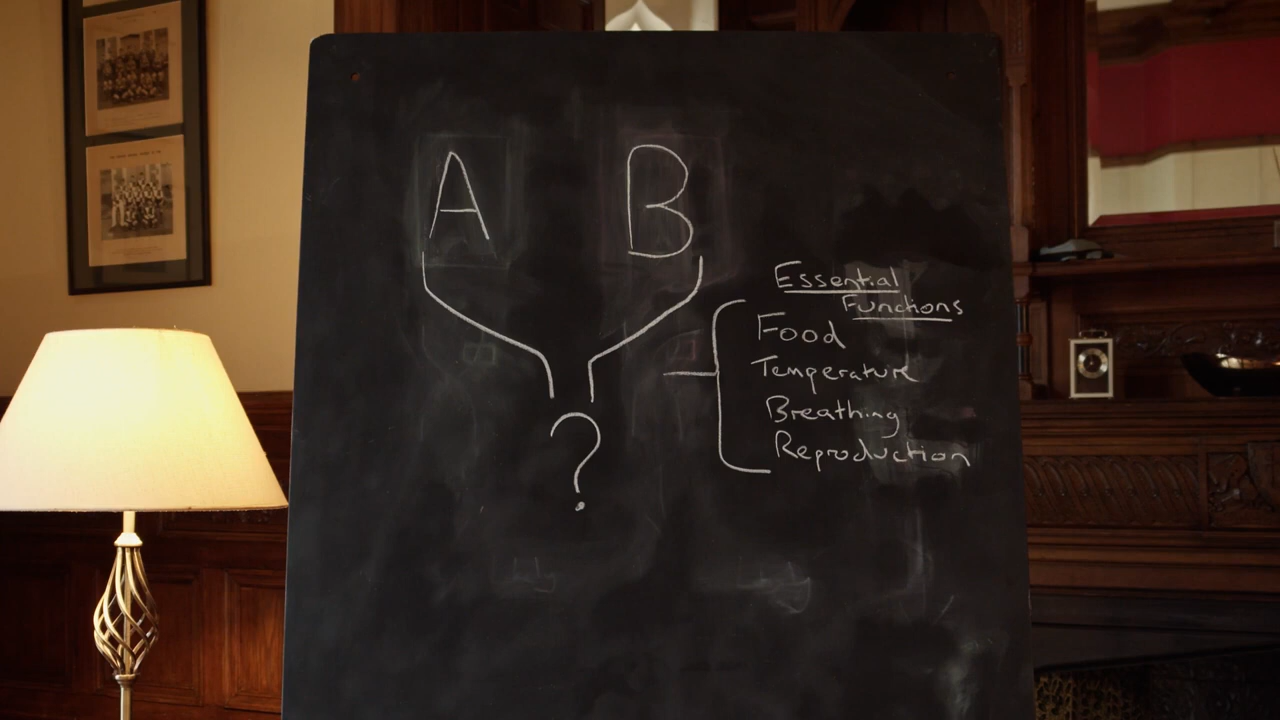 A B
?
Essential
Functions
Food
Temperature
Breathing
Reproduction